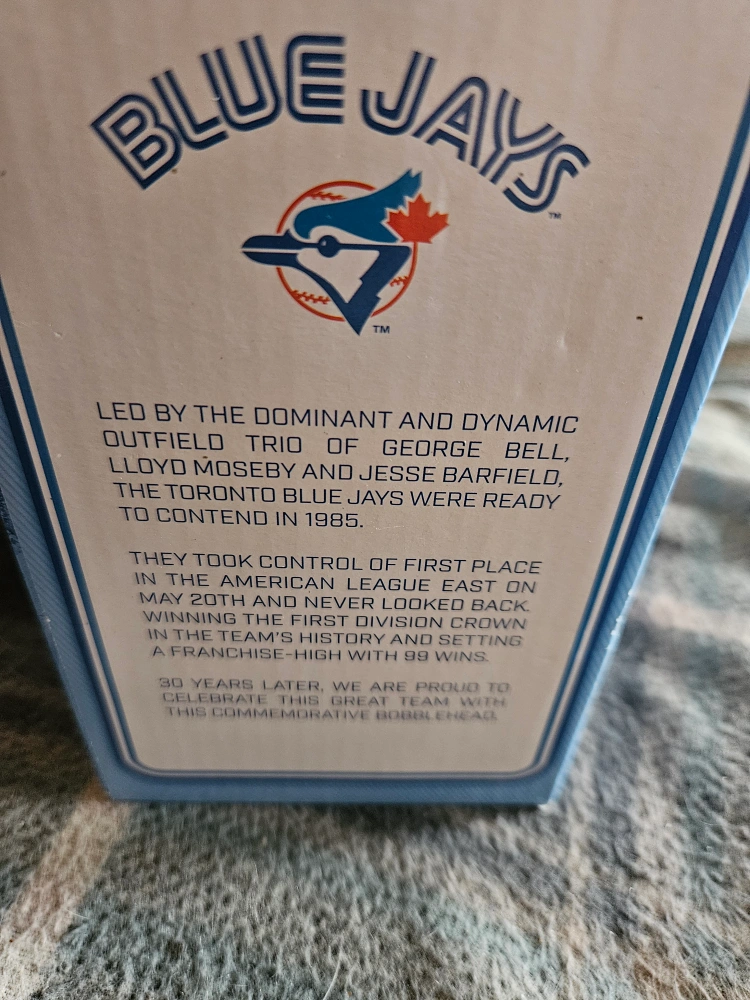 BLUE JAYS
TM
TM
LED BY THE DOMINANT AND DYNAMIC
OUTFIELD TRIO OF GEORGE BELL,
LLOYD MOSEBY AND JESSE BARFIELD,
THE TORONTO BLUE JAYS WERE READY
TO CONTEND IN 1985.
THEY TOOK CONTROL OF FIRST PLACE
IN THE AMERICAN LEAGUE EAST ON
MAY 20TH AND NEVER LOOKED BACK.
WINNING THE FIRST DIVISION CROWN
IN THE TEAM'S HISTORY AND SETTING
A FRANCHISE-HIGH WITH 99 WINS.
30 YEARS LATER, WE ARE PROUD TO
CELEBRATE THIS GREAT TEAM WITH
THIS COMMEMORATIVE BOBBLEHEAD.